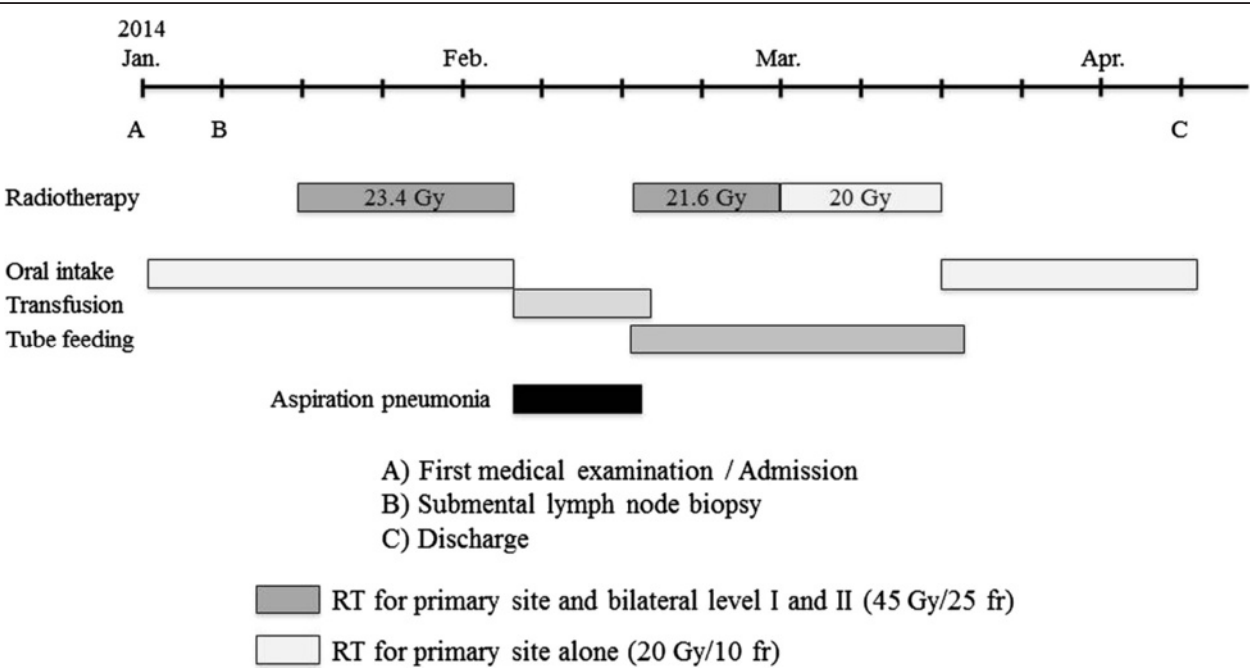 2014
Jan. Feb. Mar. Apr.
A B C
Radiotherapy 23.4 Gy 21.6 Gy 20 Gy
Oral intake
Transfusion
Tube feeding
Aspiration pneumonia
A) First medical examination / Admission
B) Submental lymph node biopsy
C) Discharge
RT for primary site and bilateral level I and II (45 Gy/25 fr)
RT for primary site alone (20 Gy/10 fr)